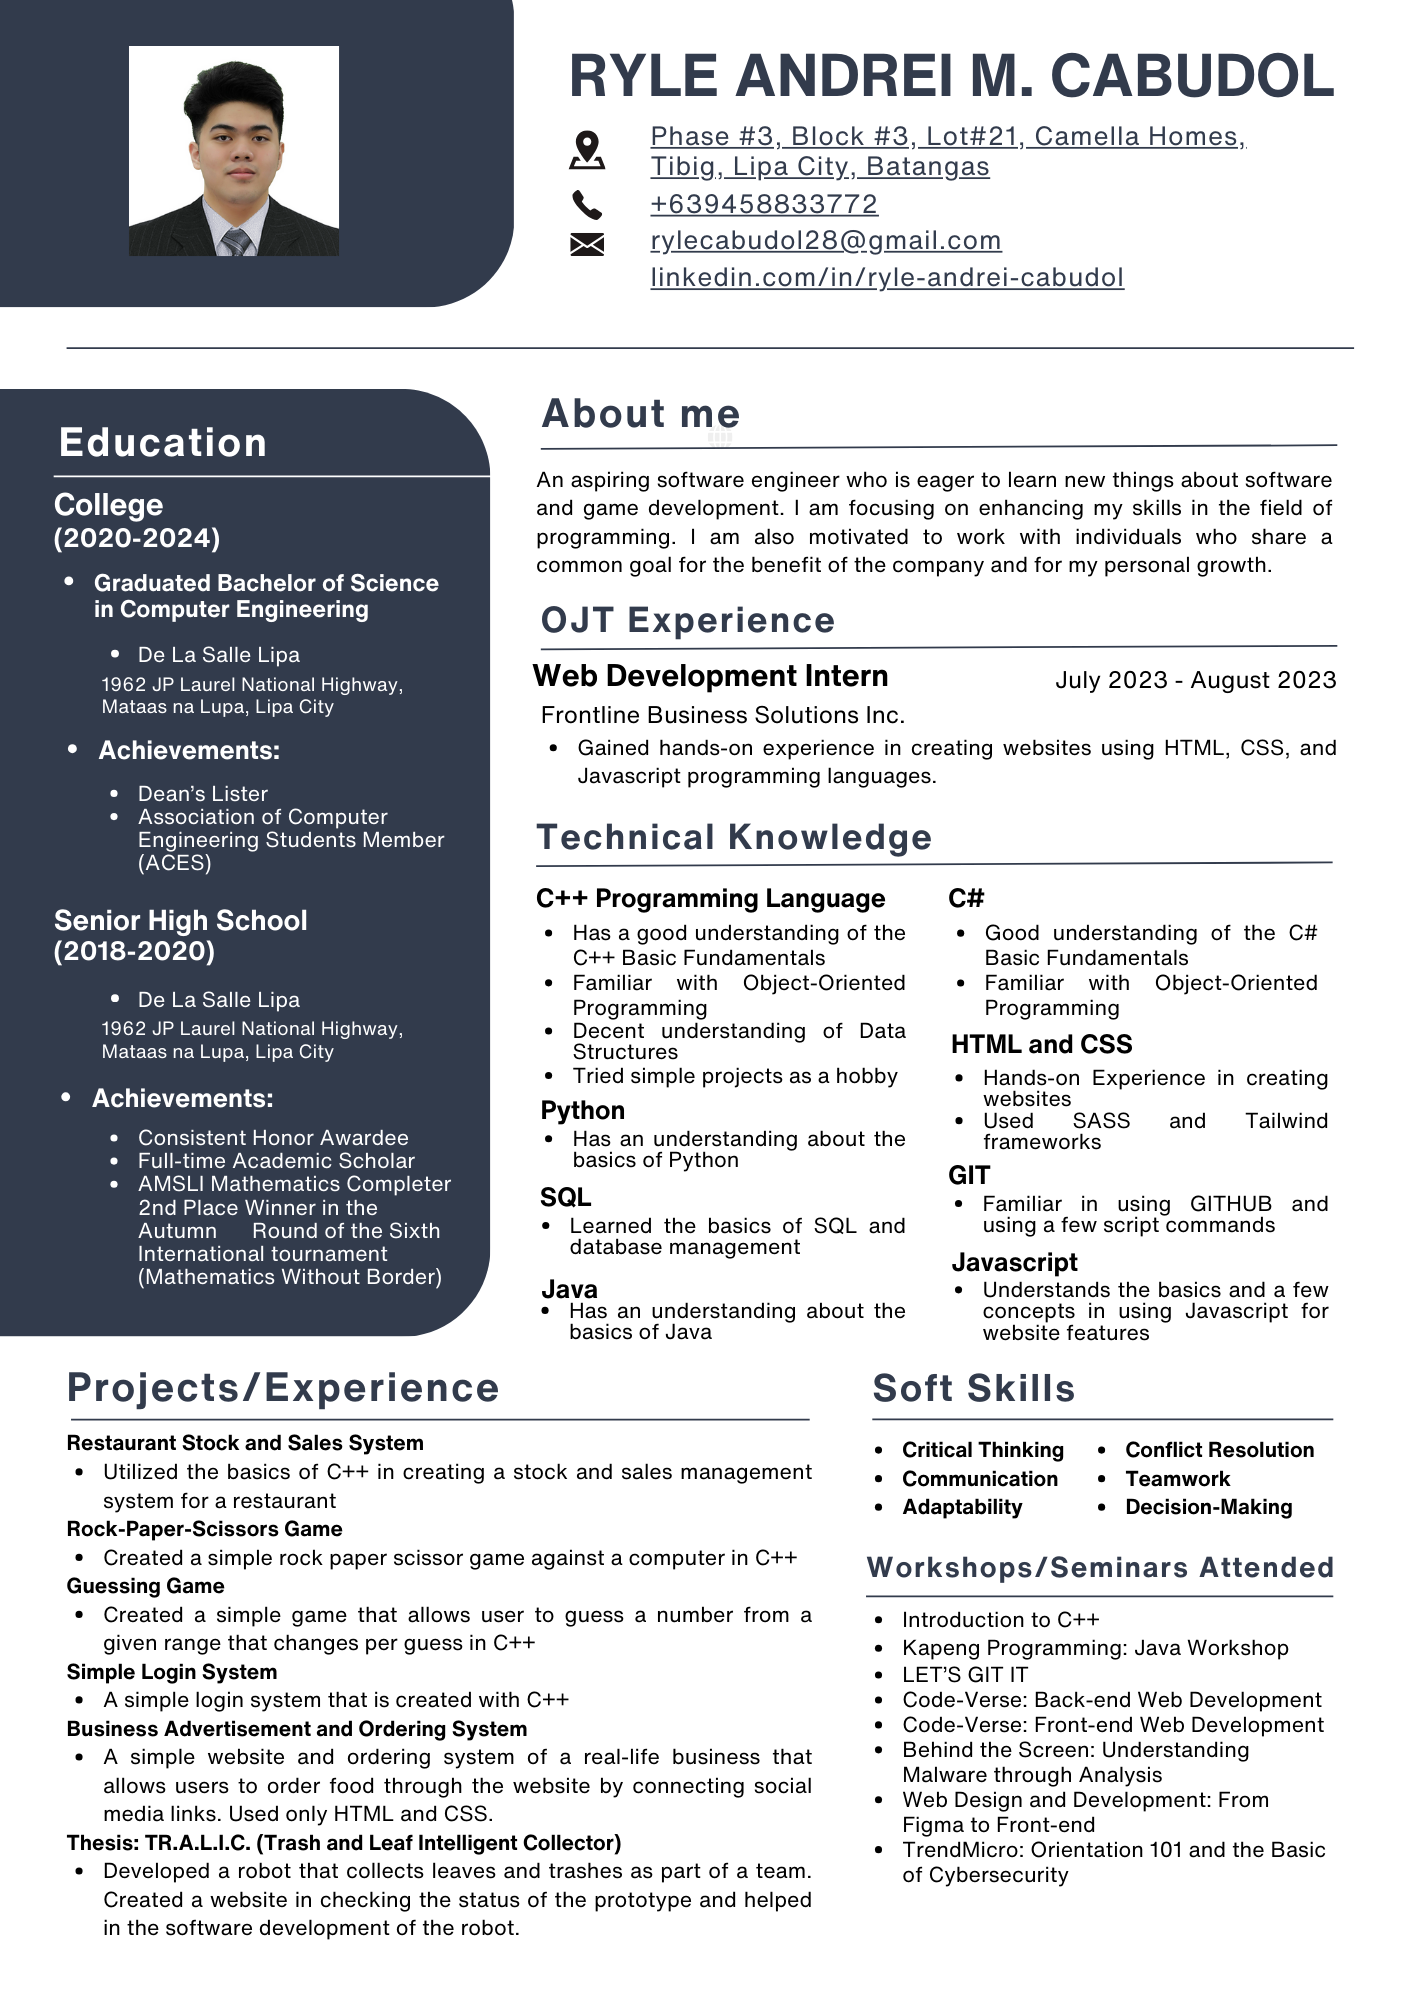 RYLE ANDREI M. CABUDOL
Phase #3, Block #3, Lot#21, Camella Homes,
Tibig, Lipa City, Batangas
+639458833772
rylecabudol28@gmail.com
linkedin.com/in/ryle-andrei-cabudol
Education
College
(2020-2024)
• Graduated Bachelor of Science
in Computer Engineering
• De La Salle Lipa
1962 JP Laurel National Highway,
Mataas na Lupa, Lipa City
• Achievements:
• Dean’s Lister
• Association of Computer
Engineering Students Member
(ACES)
Senior High School
(2018-2020)
• De La Salle Lipa
1962 JP Laurel National Highway,
Mataas na Lupa, Lipa City
• Achievements:
• Consistent Honor Awardee
• Full-time Academic Scholar
• AMSLI Mathematics Completer
2nd Place Winner in the
Autumn Round of the Sixth
International tournament
(Mathematics Without Border)
About me
An aspiring software engineer who is eager to learn new things about software
and game development. I am focusing on enhancing my skills in the field of
programming. I am also motivated to work with individuals who share a
common goal for the benefit of the company and for my personal growth.
OJT Experience
Web Development Intern July 2023 - August 2023
Frontline Business Solutions Inc.
• Gained hands-on experience in creating websites using HTML, CSS, and
Javascript programming languages.
Technical Knowledge
C++ Programming Language
• Has a good understanding of the
C++ Basic Fundamentals
• Familiar with Object-Oriented
Programming
• Decent understanding of Data
Structures
• Tried simple projects as a hobby
Python
• Has an understanding about the
basics of Python
SQL
• Learned the basics of SQL and
database management
Java
• Has an understanding about the
basics of Java
C#
• Good understanding of the C#
Basic Fundamentals
• Familiar with Object-Oriented
Programming
HTML and CSS
• Hands-on Experience in creating
websites
• Used SASS and Tailwind
frameworks
GIT
• Familiar in using GITHUB and
using a few script commands
Javascript
• Understands the basics and a few
concepts in using Javascript for
website features
Projects/Experience
Restaurant Stock and Sales System
• Utilized the basics of C++ in creating a stock and sales management
system for a restaurant
Rock-Paper-Scissors Game
• Created a simple rock paper scissor game against a computer in C++
Guessing Game
• Created a simple game that allows user to guess a number from a
given range that changes per guess in C++
Simple Login System
• A simple login system that is created with C++
Business Advertisement and Ordering System
• A simple website and ordering system of a real-life business that
allows users to order food through the website by connecting social
media links. Used only HTML and CSS.
Thesis: TR.A.L.I.C. (Trash and Leaf Intelligent Collector)
• Developed a robot that collects leaves and trashes as part of a team.
Created a website in checking the status of the prototype and helped
in the software development of the robot.
Soft Skills
• Critical Thinking
• Communication
• Adaptability
• Conflict Resolution
• Teamwork
• Decision-Making
Workshops/Seminars Attended
• Introduction to C++
• Kapeng Programming: Java Workshop
• LET’S GIT IT
• Code-Verse: Back-end Web Development
• Code-Verse: Front-end Web Development
• Behind the Screen: Understanding
Malware through Analysis
• Web Design and Development: From
Figma to Front-end
• TrendMicro: Orientation 101 and the Basic
of Cybersecurity